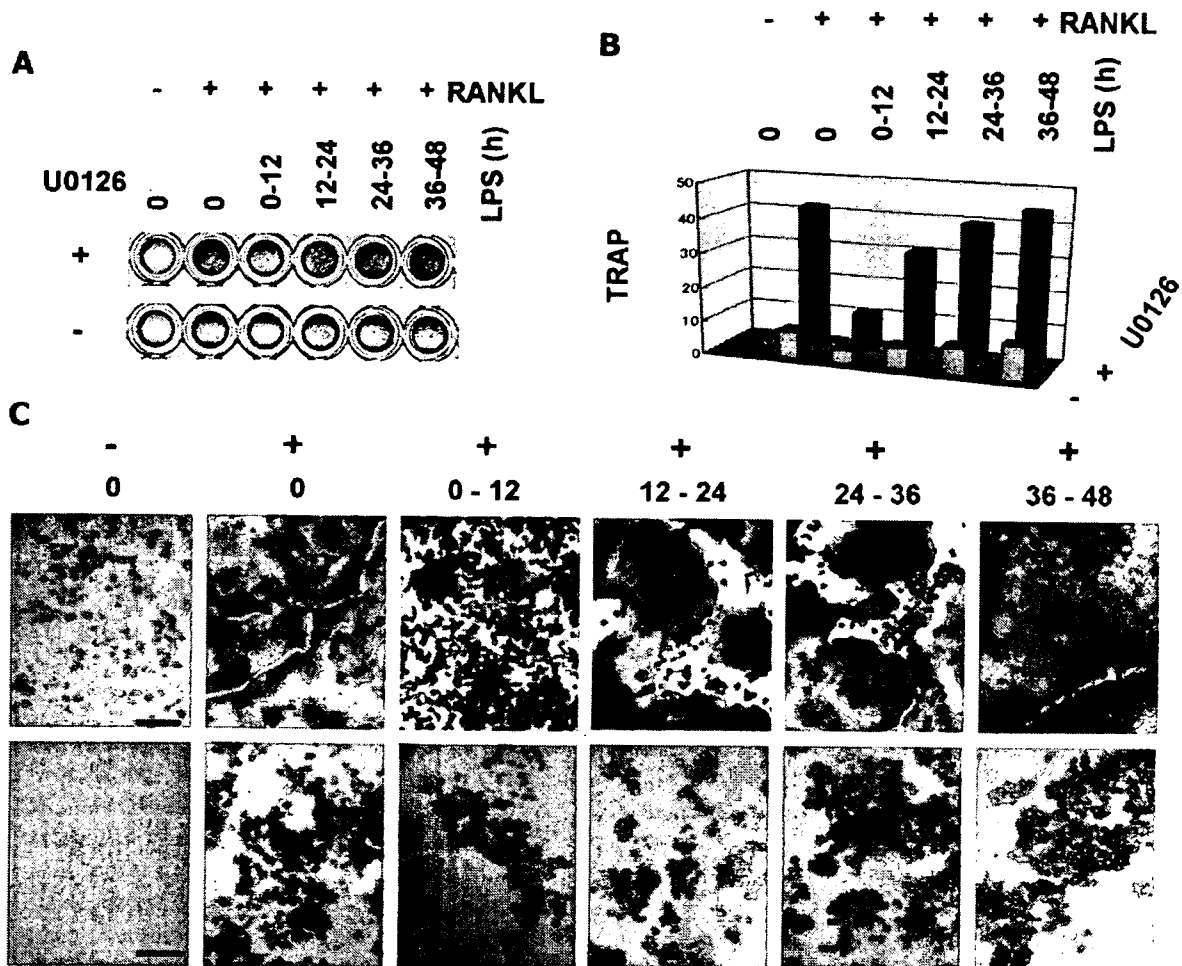 A
- + + + + + RANKL
U0126
0 0 0-12 12-24 24-36 36-48 LPS (h)
+
-
B
- + + + + + RANKL
0 0 0-12 12-24 24-36 36-48 LPS (h)
50
40
30
20
10
0
TRAP
- + U0126
C
- + + + + +
0 0 0 - 12 12 - 24 24 - 36 36 - 48